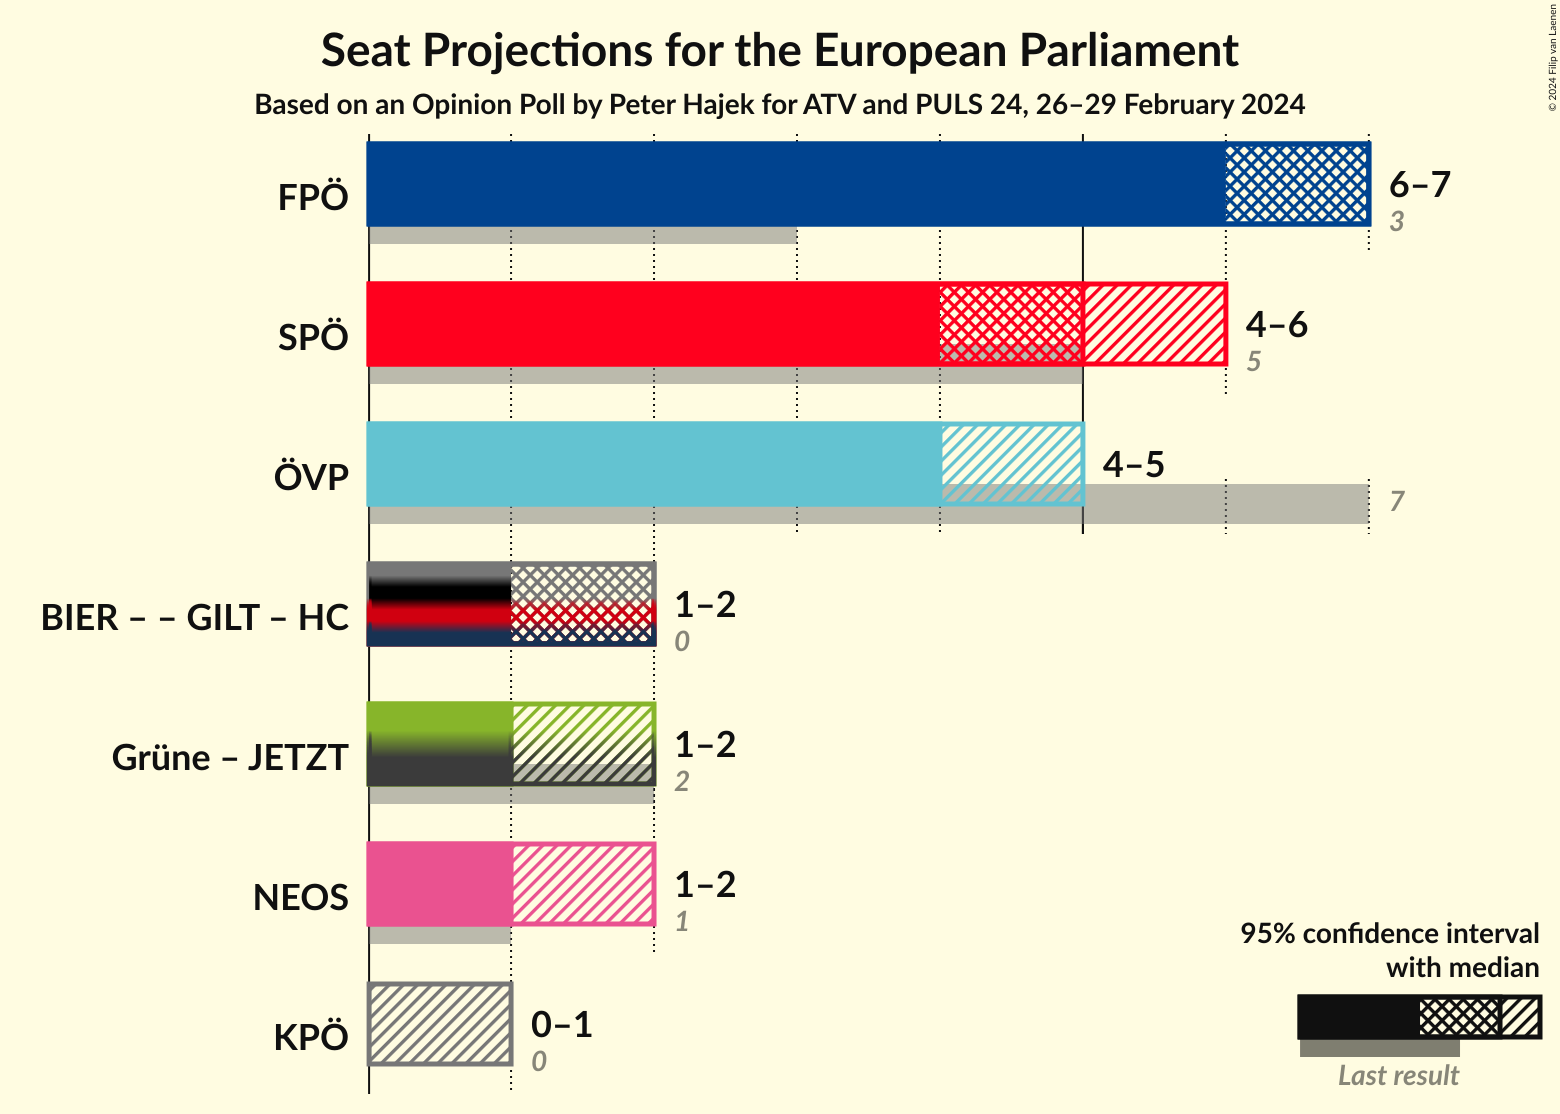 Seat Projections for the European Parliament
Based on an Opinion Poll by Peter Hajek for ATV and PULS 24, 26–29 February 2024
© 2024 Filip van Laenen
FPÖ
6–7
3
SPÖ
4–6
5
ÖVP
4–5
7
BIER – – GILT – HC
1–2
0
Grüne – JETZT
1–2
2
NEOS
1–2
1
KPÖ
0–1
0
95% confidence interval
with median
Last result